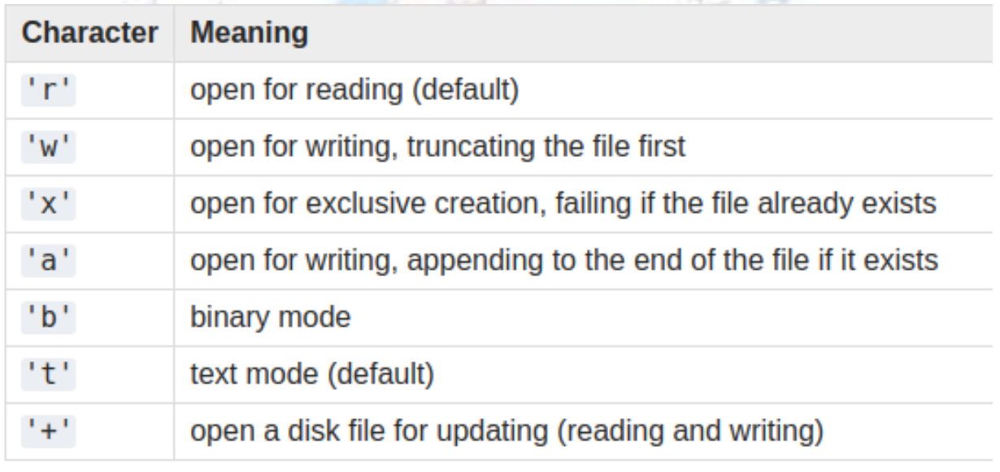 Character Meaning
'r' open for reading (default)
'w' open for writing, truncating the file first
'x' open for exclusive creation, failing if the file already exists
'a' open for writing, appending to the end of the file if it exists
'b' binary mode
't' text mode (default)
'+' open a disk file for updating (reading and writing)